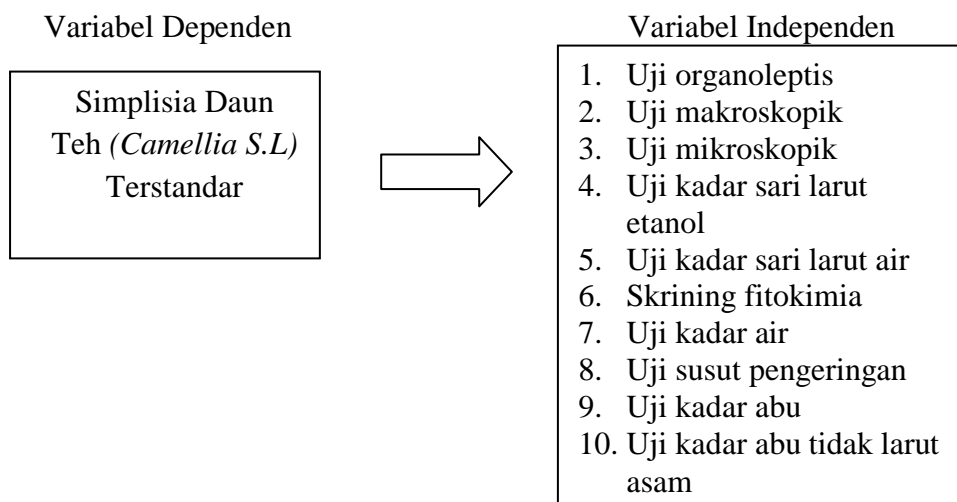 Variabel Dependen
Simplisia Daun
Teh (Camellia S.L)
Terstandar
Variabel Independen
1. Uji organoleptis
2. Uji makroskopik
3. Uji mikroskopik
4. Uji kadar sari larut
etanol
5. Uji kadar sari larut air
6. Skrining fitokimia
7. Uji kadar air
8. Uji susut pengeringan
9. Uji kadar abu
10. Uji kadar abu tidak larut
asam